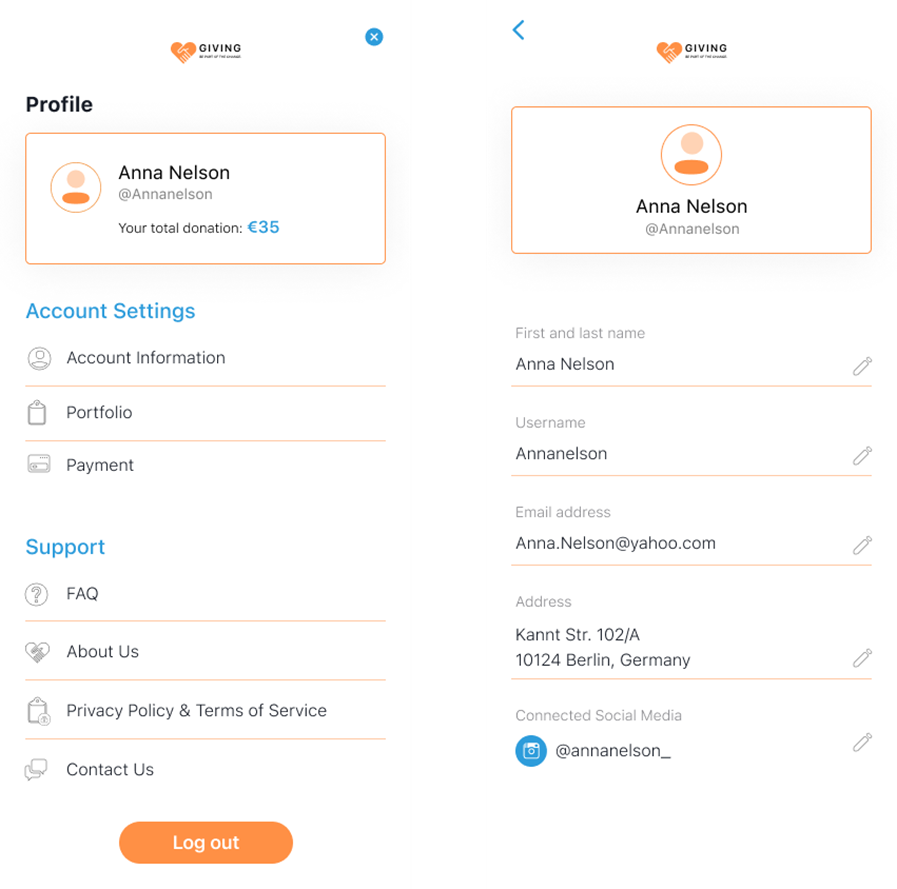 GIVING
BE PART OF THE CHANGE
Profile
Anna Nelson
@Annanelson
Your total donation: €35
Account Settings
Account Information
Portfolio
Payment
Support
FAQ
About Us
Privacy Policy & Terms of Service
Contact Us
Log out
GIVING
BE PART OF THE CHANGE
Anna Nelson
@Annanelson
First and last name
Anna Nelson
Username
Annanelson
Email address
Anna.Nelson@yahoo.com
Address
Kannt Str. 102/A
10124 Berlin, Germany
Connected Social Media
@annanelson_